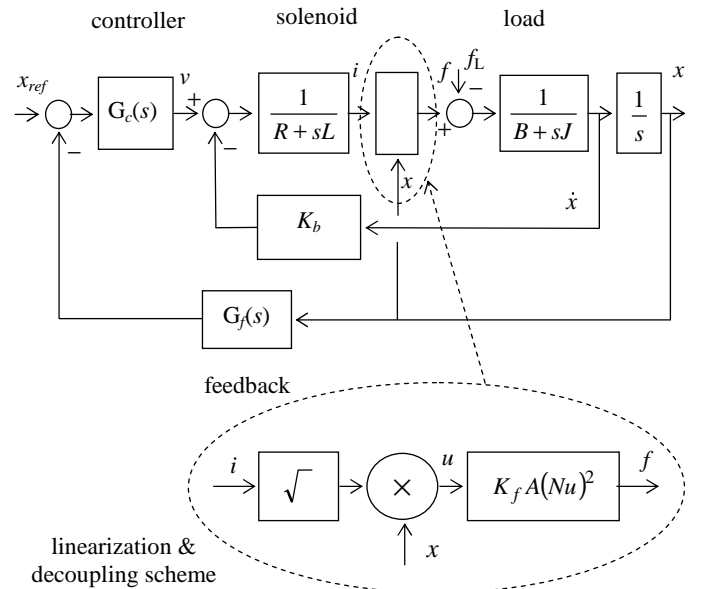 controller solenoid load
x_ref v i f f_L x
+ − + −
G_c(s) 1/(R + sL) 1/(B + sJ) 1/s
− − x ẋ
K_b
G_f(s)
feedback
i √ × u K_f A(Nu)² f
x
linearization &
decoupling scheme